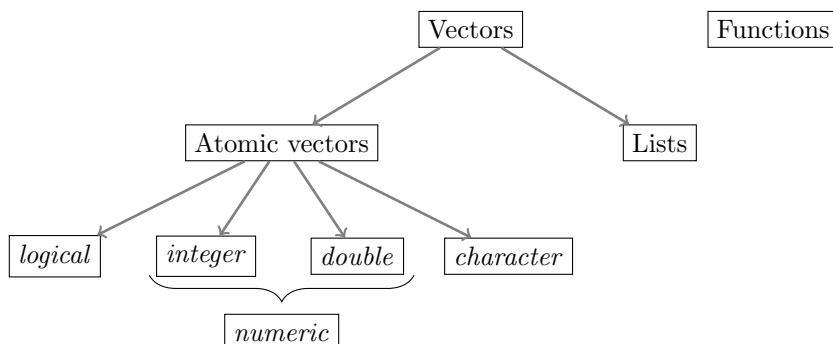 Vectors
Functions
Atomic vectors
Lists
logical
integer
double
character
numeric